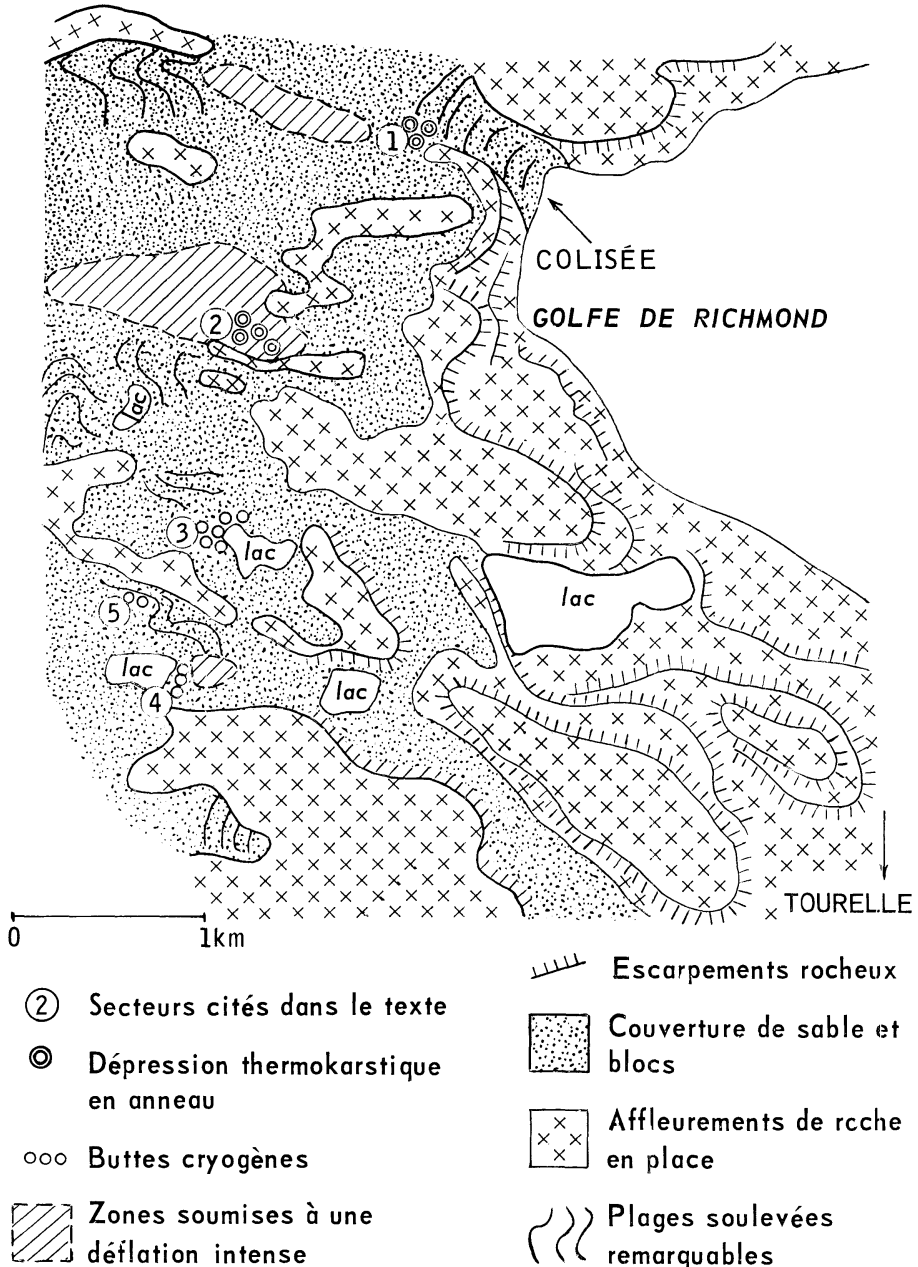 1
COLISÉE
GOLFE DE RICHMOND
2
lac
3
lac
lac
5
lac
lac
4
TOURELLE
0 1km
2 Secteurs cités dans le texte
Dépression thermokarstique
en anneau
Buttes cryogènes
Zones soumises à une
déflation intense
Escarpements rocheux
Couverture de sable et
blocs
Affleurements de rcche
en place
Plages soulevées
remarquables